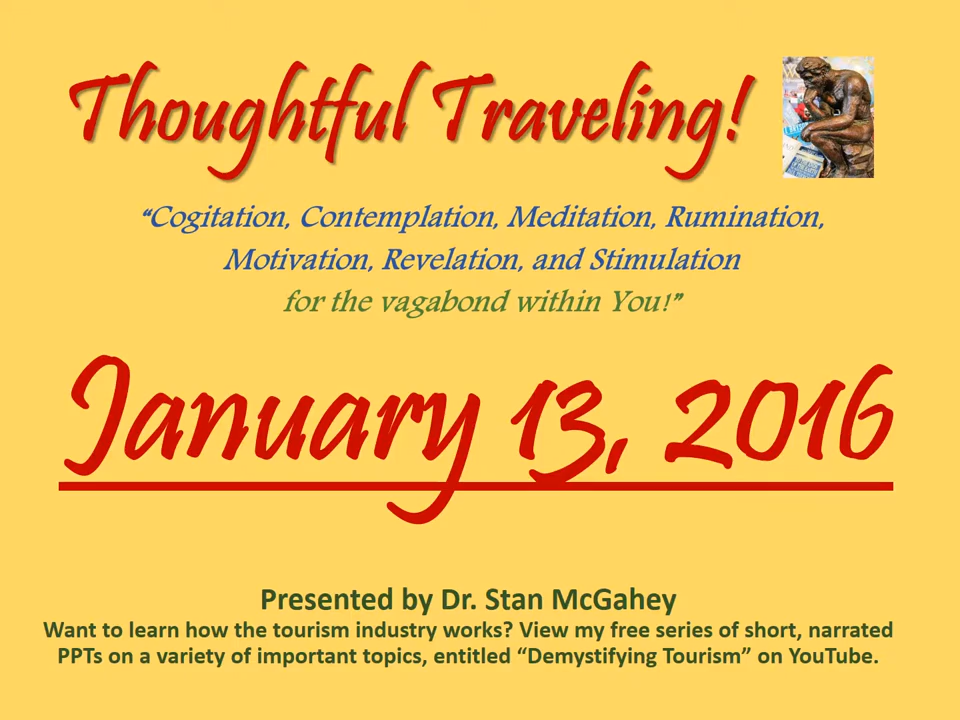 Thoughtful Traveling!
“Cogitation, Contemplation, Meditation, Rumination,
Motivation, Revelation, and Stimulation
for the vagabond within You!”
January 13, 2016
Presented by Dr. Stan McGahey
Want to learn how the tourism industry works? View my free series of short, narrated
PPTs on a variety of important topics, entitled “Demystifying Tourism” on YouTube.